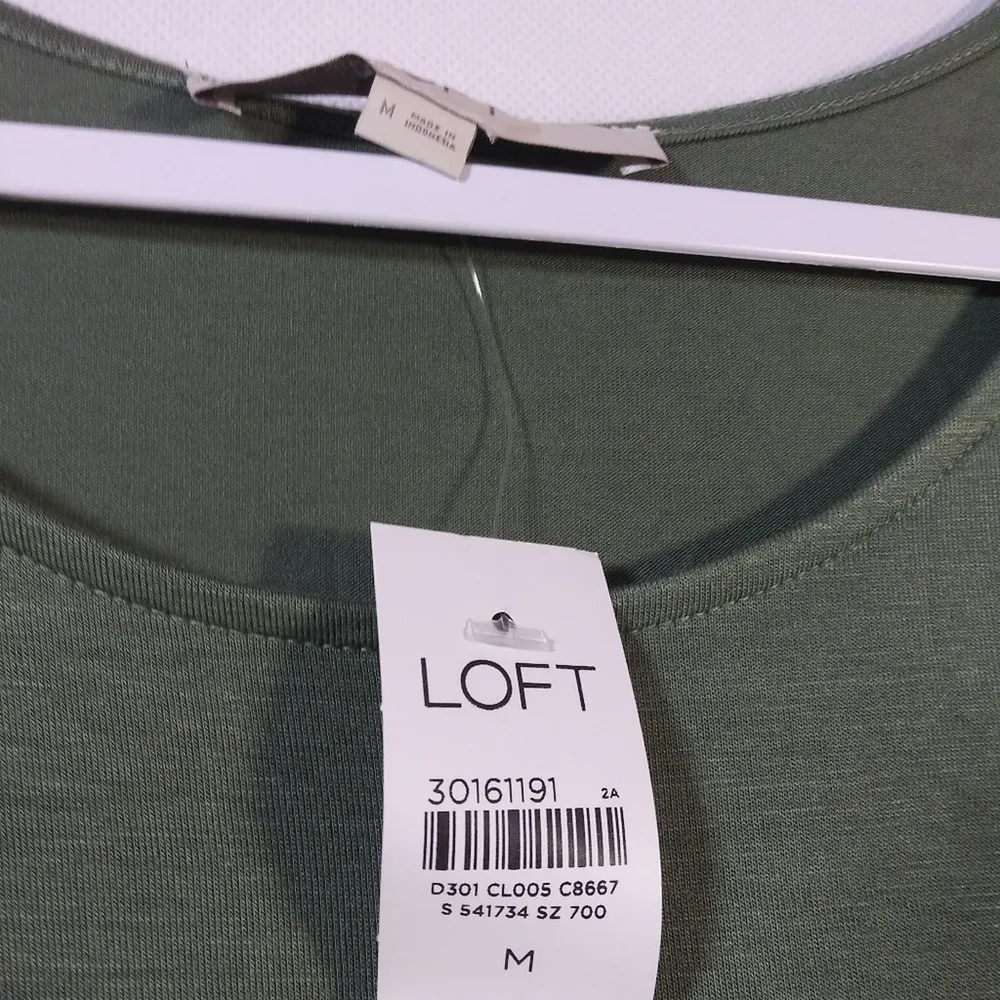 M
MADE IN
INDONESIA
LOFT
30161191 2A
D301 CL005 C8667
S 541734 SZ 700
M